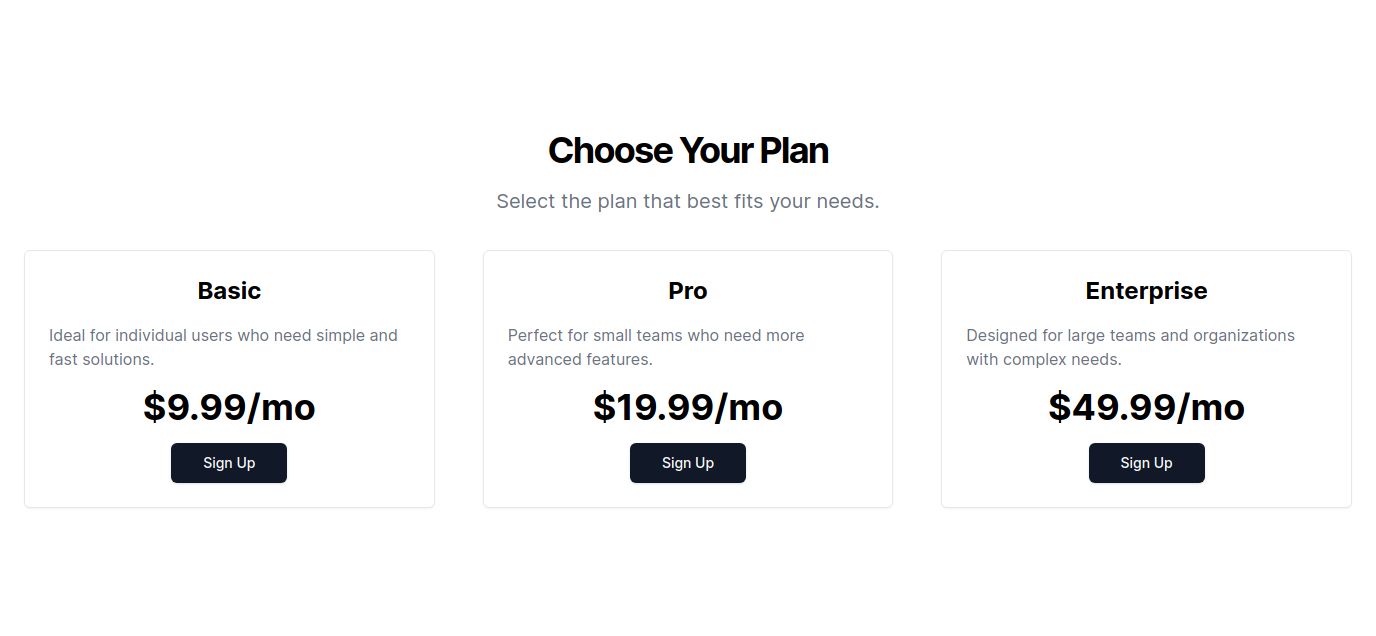 Choose Your Plan
Select the plan that best fits your needs.
Basic
Ideal for individual users who need simple and
fast solutions.
$9.99/mo
Sign Up
Pro
Perfect for small teams who need more
advanced features.
$19.99/mo
Sign Up
Enterprise
Designed for large teams and organizations
with complex needs.
$49.99/mo
Sign Up